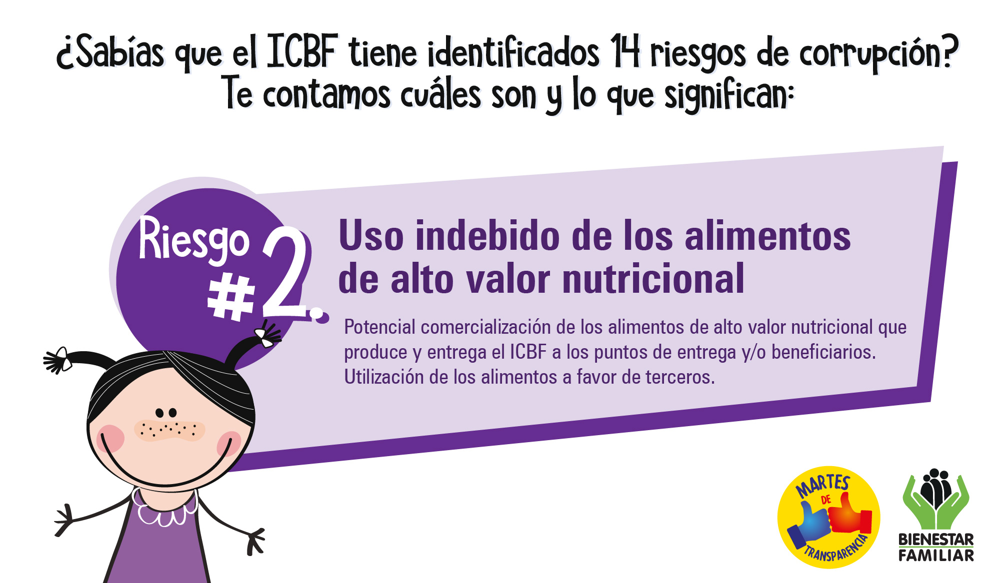 ¿Sabías que el ICBF tiene identificados 14 riesgos de corrupción?
Te contamos cuáles son y lo que significan:
Riesgo
#2.
Uso indebido de los alimentos
de alto valor nutricional
Potencial comercialización de los alimentos de alto valor nutricional que
produce y entrega el ICBF a los puntos de entrega y/o beneficiarios.
Utilización de los alimentos a favor de terceros.
MARTES
DE
TRANSPARENCIA
BIENESTAR
FAMILIAR